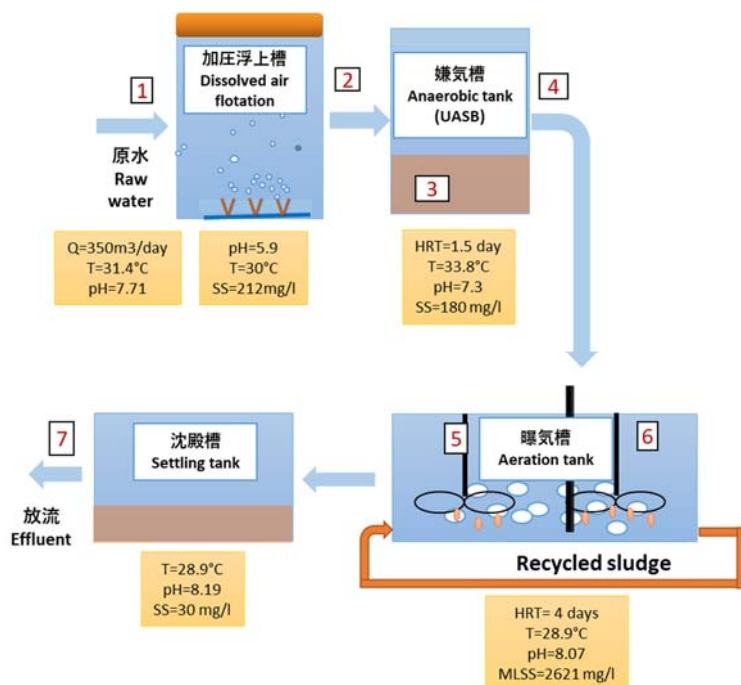 加圧浮上槽
Dissolved air
flotation
1
2
嫌気槽
Anaerobic tank
(UASB)
4
原水
Raw
water
3
Q=350m3/day
T=31.4°C
pH=7.71
pH=5.9
T=30°C
SS=212mg/l
HRT=1.5 day
T=33.8°C
pH=7.3
SS=180 mg/l
7
沈殿槽
Settling tank
5
曝気槽
Aeration tank
6
放流
Effluent
Recycled sludge
T=28.9°C
pH=8.19
SS=30 mg/l
HRT= 4 days
T=28.9°C
pH=8.07
MLSS=2621 mg/l